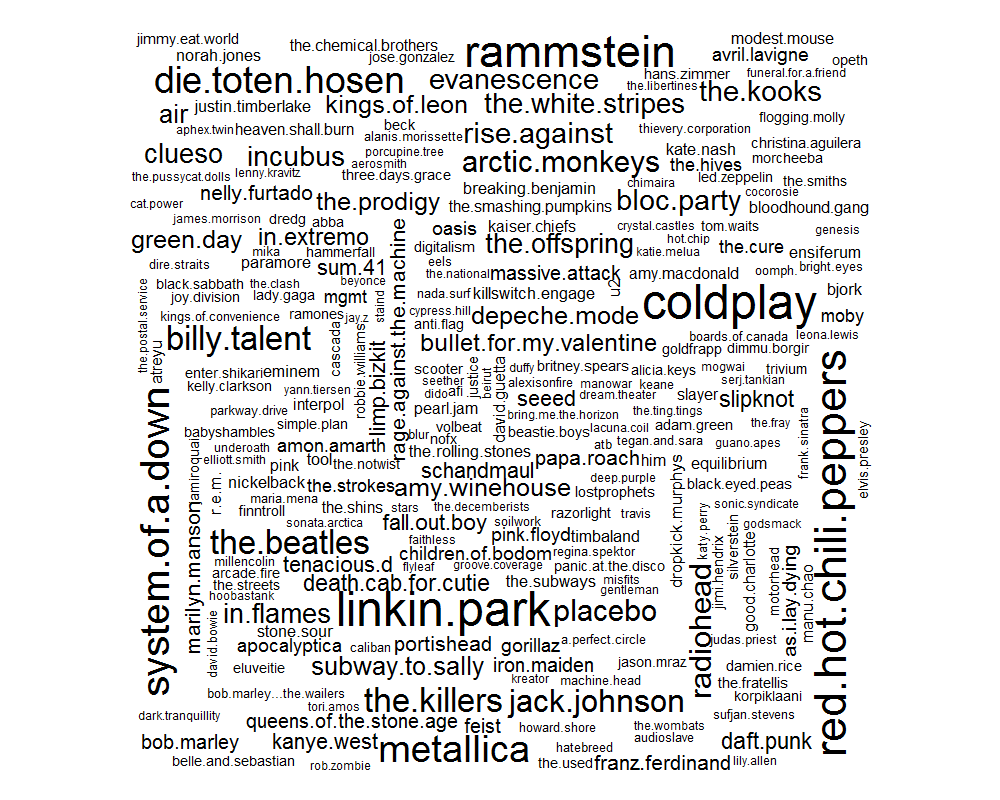 jimmy.eat.world
norah.jones
the.chemical.brothers
jose.gonzalez
rammstein
modest.mouse
avril.lavigne
opeth
die.toten.hosen
evanescence
hans.zimmer
funeral.for.a.friend
the.libertines
the.kooks
air
justin.timberlake
kings.of.leon
the.white.stripes
flogging.molly
aphex.twin
heaven.shall.burn
beck
alanis.morissette
rise.against
thievery.corporation
christina.aguilera
clueso
incubus
porcupine.tree
aerosmith
arctic.monkeys
kate.nash
the.hives
morcheeba
the.pussycat.dolls
lenny.kravitz
three.days.grace
chimaira
led.zeppelin
the.smiths
nelly.furtado
breaking.benjamin
cocorosie
cat.power
the.prodigy
the.smashing.pumpkins
bloc.party
bloodhound.gang
james.morrison
dredg
abba
oasis
kaiser.chiefs
crystal.castles
tom.waits
genesis
green.day
in.extremo
rage.against.the.machine
digitalism
the.offspring
hot.chip
katie.melua
the.cure
ensiferum
mika
hammerfall
eels
dire.straits
paramore
sum.41
the.national
massive.attack
u2
amy.macdonald
oomph.
bright.eyes
black.sabbath
the.clash
beyonce
joy.division
lady.gaga
mgmt
staind
nada.surf
killswitch.engage
coldplay
bjork
kings.of.convenience
ramones
jay.z
cypress.hill
anti.flag
depeche.mode
moby
the.postal.service
atreyu
billy.talent
cascada
robbie.williams
limp.bizkit
bullet.for.my.valentine
boards.of.canada
leona.lewis
goldfrapp
dimmu.borgir
enter.shikari
eminem
scooter
justice
beirut
david.guetta
duffy
britney.spears
alicia.keys
mogwai
trivium
kelly.clarkson
yann.tiersen
seether
dido
afi
alexisonfire
manowar
dream.theater
keane
serj.tankian
slayer
slipknot
red.hot.chili.peppers
system.of.a.down
parkway.drive
interpol
pearl.jam
seeed
bring.me.the.horizon
the.ting.tings
babyshambles
simple.plan
volbeat
beastie.boys
lacuna.coil
adam.green
the.fray
frank.sinatra
elvis.presley
underoath
amon.amarth
blur
nofx
atb
tegan.and.sara
guano.apes
elliott.smith
jamiroquai
pink
tool
the.notwist
the.rolling.stones
papa.roach
him
equilibrium
r.e.m.
nickelback
the.strokes
schandmaul
amy.winehouse
deep.purple
lostprophets
dropkick.murphys
black.eyed.peas
maria.mena
finntroll
the.shins
stars
the.decemberists
sonic.syndicate
marilyn.manson
sonata.arctica
fall.out.boy
soilwork
razorlight
travis
katy.perry
silverstein
godsmack
the.beatles
faithless
pink.floyd
timbaland
millencolin
tenacious.d
children.of.bodom
regina.spektor
arcade.fire
flyleaf
groove.coverage
panic.at.the.disco
radiohead
jimi.hendrix
good.charlotte
motorhead
as.i.lay.dying
manu.chao
the.streets
hoobastank
death.cab.for.cutie
the.subways
misfits
gentleman
in.flames
linkin.park
placebo
david.bowie
stone.sour
apocalyptica
caliban
portishead
gorillaz
a.perfect.circle
judas.priest
eluveitie
subway.to.sally
iron.maiden
jason.mraz
damien.rice
kreator
machine.head
the.fratellis
bob.marley…the.wailers
tori.amos
the.killers
jack.johnson
korpiklaani
dark.tranquillity
queens.of.the.stone.age
feist
howard.shore
the.wombats
audioslave
sufjan.stevens
bob.marley
kanye.west
metallica
hatebreed
daft.punk
belle.and.sebastian
rob.zombie
the.used
franz.ferdinand
lily.allen